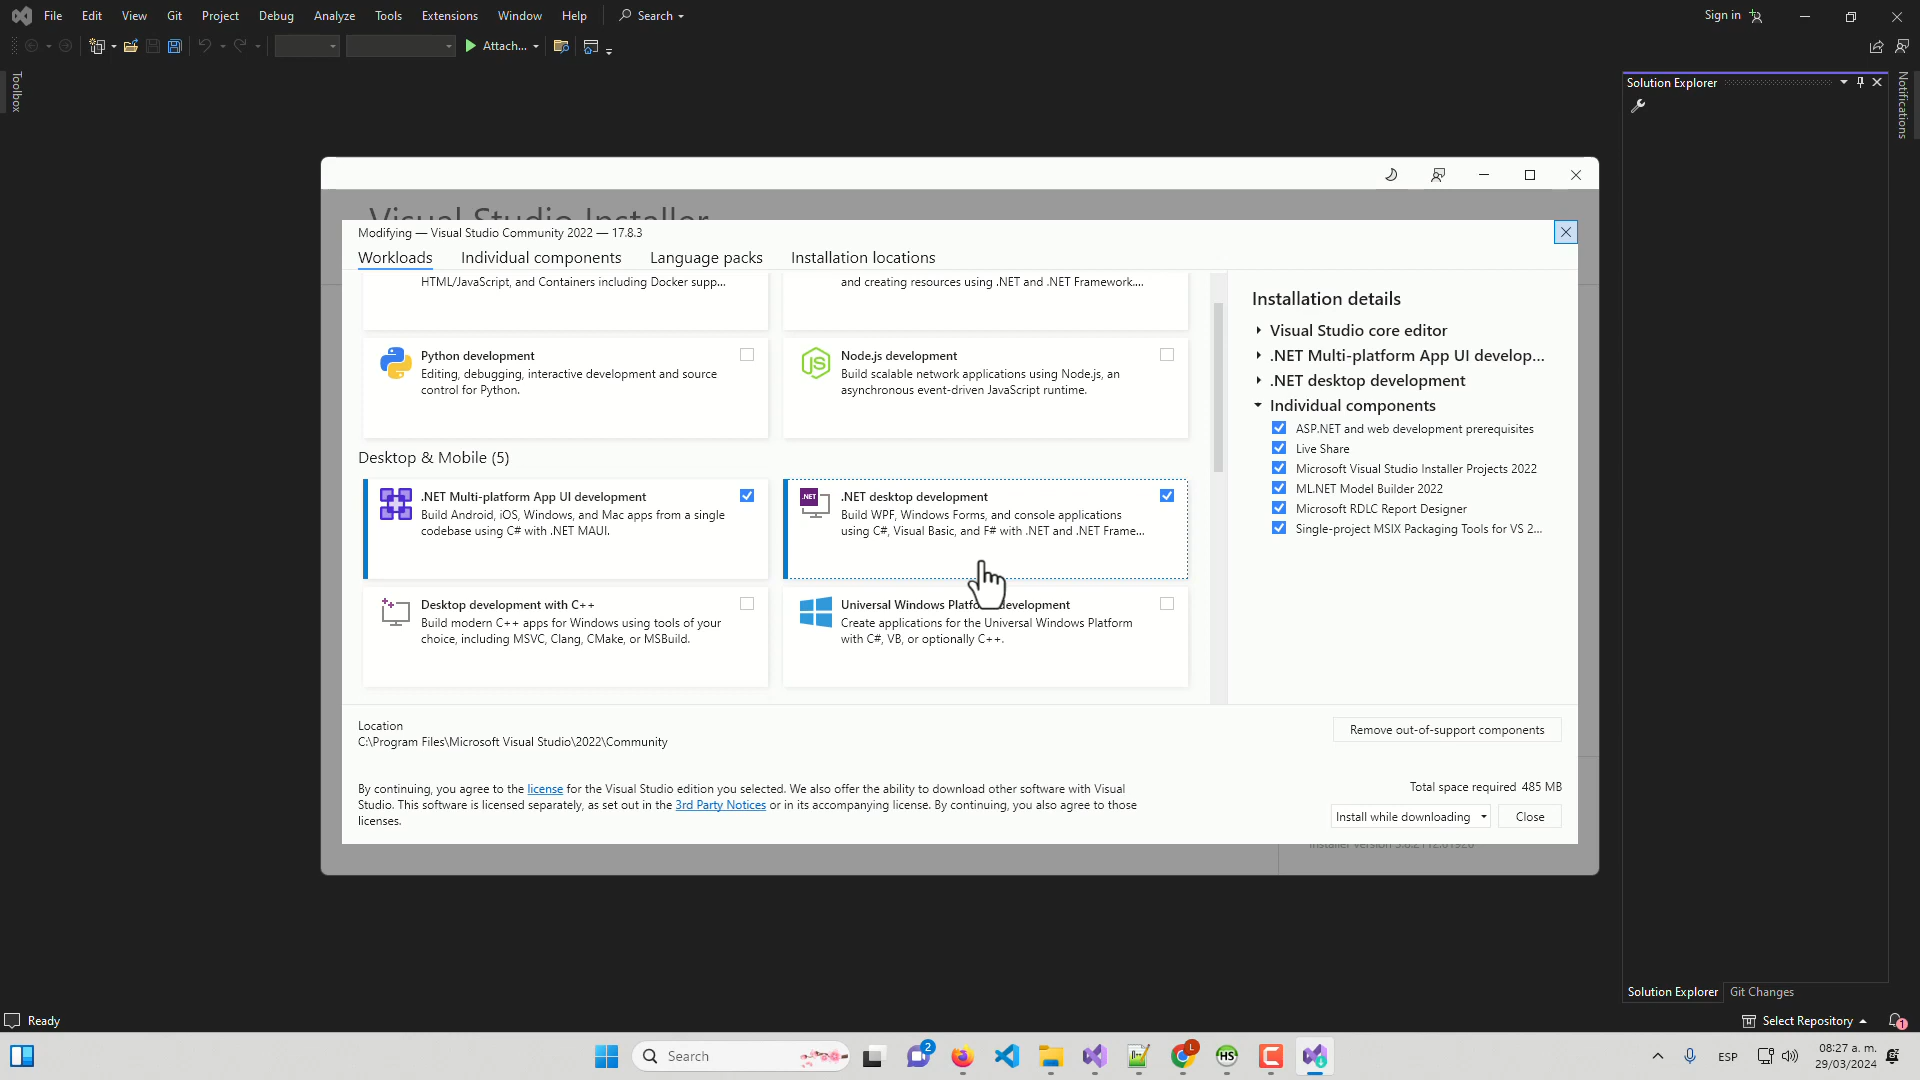 File Edit View Git Project Debug Analyze Tools Extensions Window Help Search Sign in
Attach...
Toolbox
Solution Explorer
Notifications
Visual Studio Installer
Modifying — Visual Studio Community 2022 — 17.8.3
Workloads Individual components Language packs Installation locations
HTML/JavaScript, and Containers including Docker supp...
and creating resources using .NET and .NET Framework....
Python development
Editing, debugging, interactive development and source
control for Python.
Node.js development
Build scalable network applications using Node.js, an
asynchronous event-driven JavaScript runtime.
Desktop & Mobile (5)
.NET Multi-platform App UI development
Build Android, iOS, Windows, and Mac apps from a single
codebase using C# with .NET MAUI.
.NET
.NET desktop development
Build WPF, Windows Forms, and console applications
using C#, Visual Basic, and F# with .NET and .NET Frame...
Desktop development with C++
Build modern C++ apps for Windows using tools of your
choice, including MSVC, Clang, CMake, or MSBuild.
Universal Windows Platfo development
Create applications for the Universal Windows Platform
with C#, VB, or optionally C++.
Installation details
Visual Studio core editor
.NET Multi-platform App UI develop...
.NET desktop development
Individual components
ASP.NET and web development prerequisites
Live Share
Microsoft Visual Studio Installer Projects 2022
ML.NET Model Builder 2022
Microsoft RDLC Report Designer
Single-project MSIX Packaging Tools for VS 2...
Location
C:\Program Files\Microsoft Visual Studio\2022\Community
Remove out-of-support components
By continuing, you agree to the license for the Visual Studio edition you selected. We also offer the ability to download other software with Visual
Studio. This software is licensed separately, as set out in the 3rd Party Notices or in its accompanying license. By continuing, you also agree to those
licenses.
Total space required 485 MB
Install while downloading Close
Solution Explorer Git Changes
Ready
Select Repository 1
Search
2
L
HS
ESP
08:27 a. m.
29/03/2024